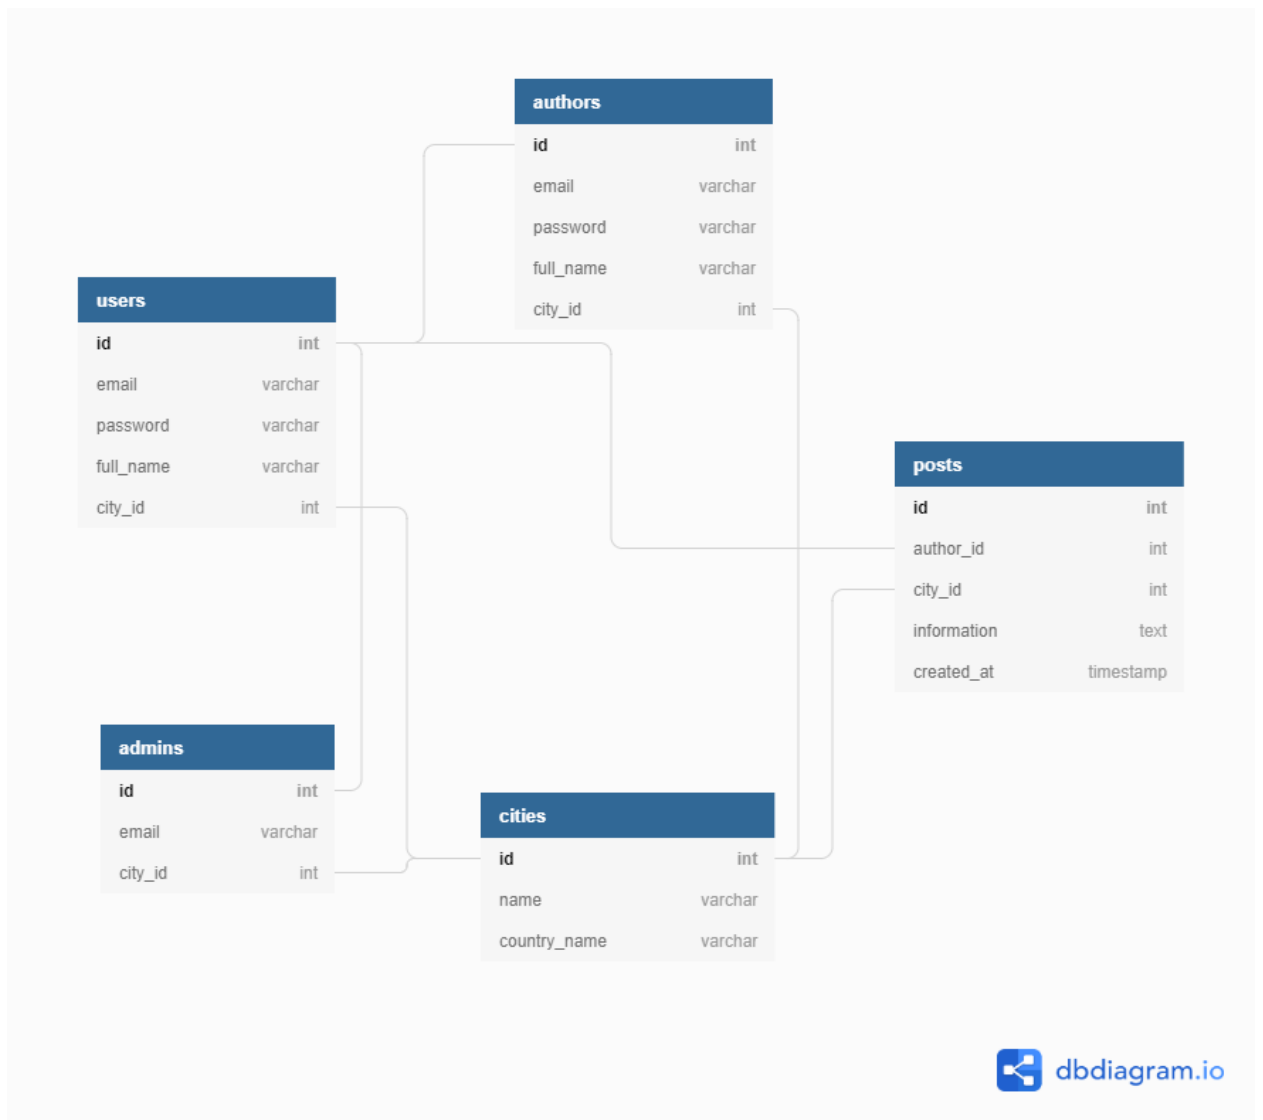 authors
id int
email varchar
password varchar
full_name varchar
city_id int
users
id int
email varchar
password varchar
full_name varchar
city_id int
posts
id int
author_id int
city_id int
information text
created_at timestamp
admins
id int
email varchar
city_id int
cities
id int
name varchar
country_name varchar
dbdiagram.io